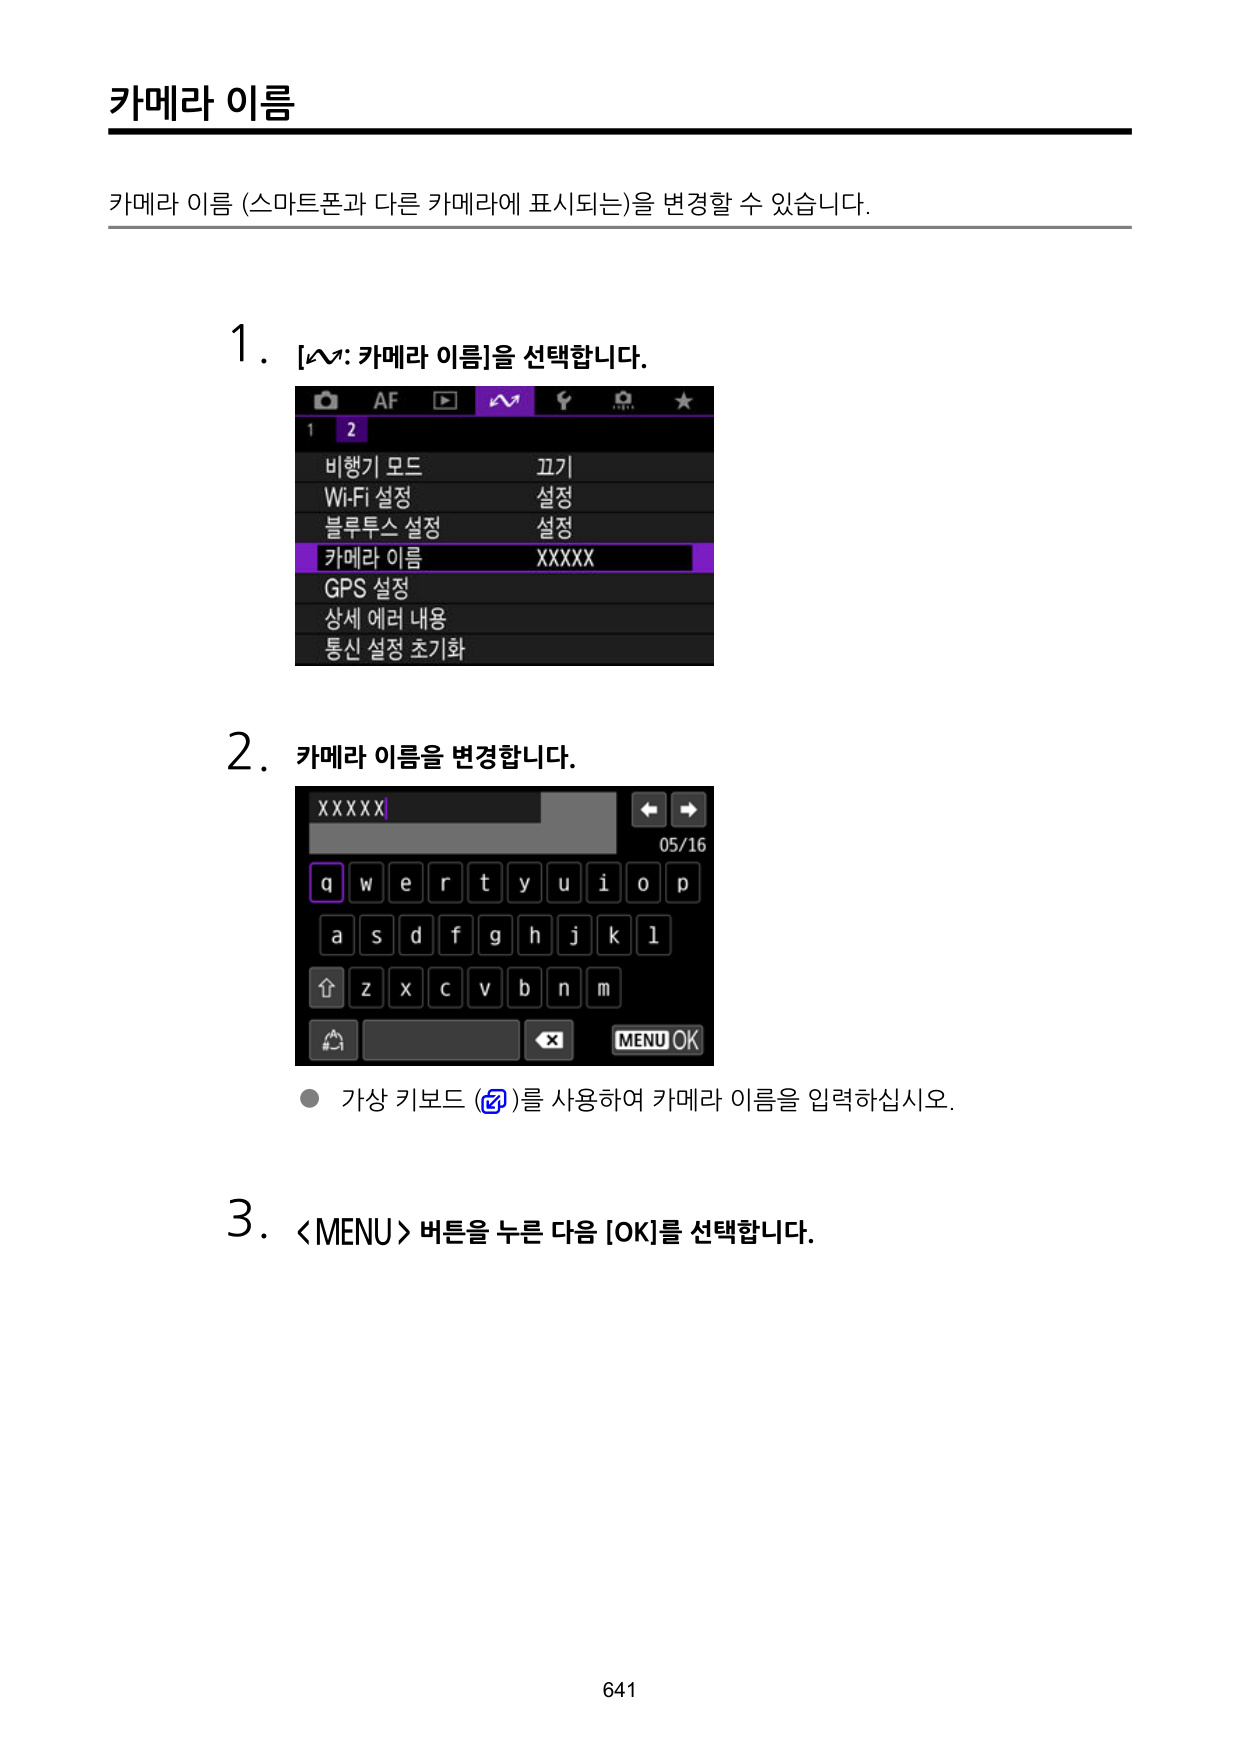 카메라 이름
카메라 이름 (스마트폰과 다른 카메라에 표시되는)을 변경할 수 있습니다.
1. [: 카메라 이름]을 선택합니다.
AF
1 2
비행기 모드 끄기
Wi-Fi 설정 설정
블루투스 설정 설정
카메라 이름 XXXXX
GPS 설정
상세 에러 내용
통신 설정 초기화
2. 카메라 이름을 변경합니다.
XXXXX
05/16
q w e r t y u i o p
a s d f g h j k l
z x c v b n m
A#1 MENU OK
● 가상 키보드 ()를 사용하여 카메라 이름을 입력하십시오.
3. <MENU> 버튼을 누른 다음 [OK]를 선택합니다.
641